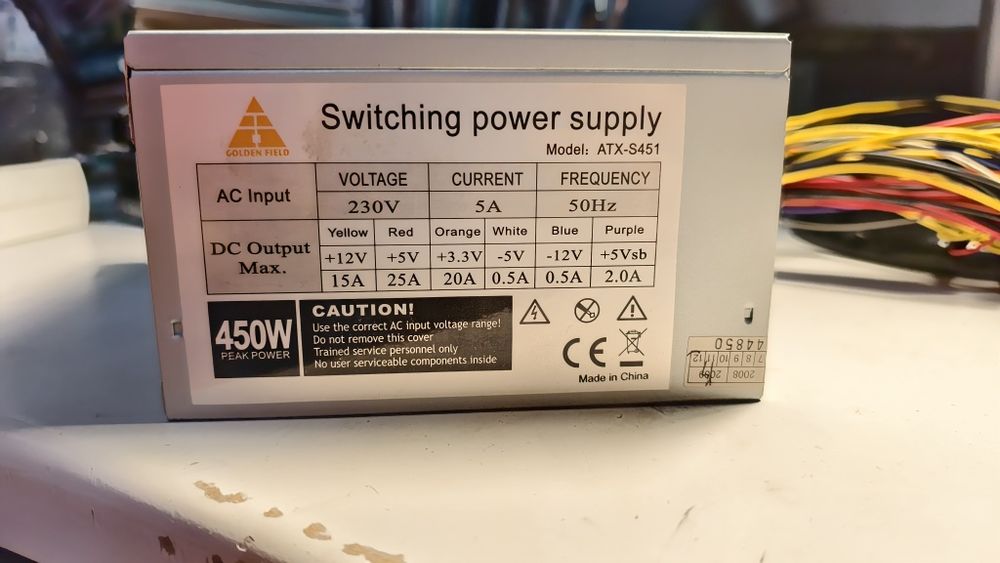 Switching power supply
GOLDEN FIELD
Model: ATX-S451
AC Input VOLTAGE CURRENT FREQUENCY
230V 5A 50Hz
DC Output Max. Yellow Red Orange White Blue Purple
+12V +5V +3.3V -5V -12V +5Vsb
15A 25A 20A 0.5A 0.5A 2.0A
450W
PEAK POWER
CAUTION!
Use the correct AC input voltage range!
Do not remove this cover
Trained service personnel only
No user serviceable components inside
CE
Made in China
2008 2009
7 8 9 10 11 12
44850